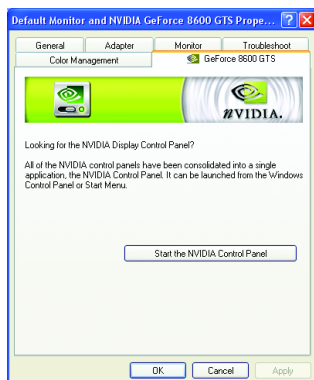 Default Monitor and NVIDIA GeForce 8600 GTS Prope...
General Adapter Monitor Troubleshoot
Color Management GeForce 8600 GTS
nVIDIA.
Looking for the NVIDIA Display Control Panel?
All of the NVIDIA control panels have been consolidated into a single
application, the NVIDIA Control Panel. It can be launched from the Windows
Control Panel or Start Menu.
Start the NVIDIA Control Panel
OK Cancel Apply